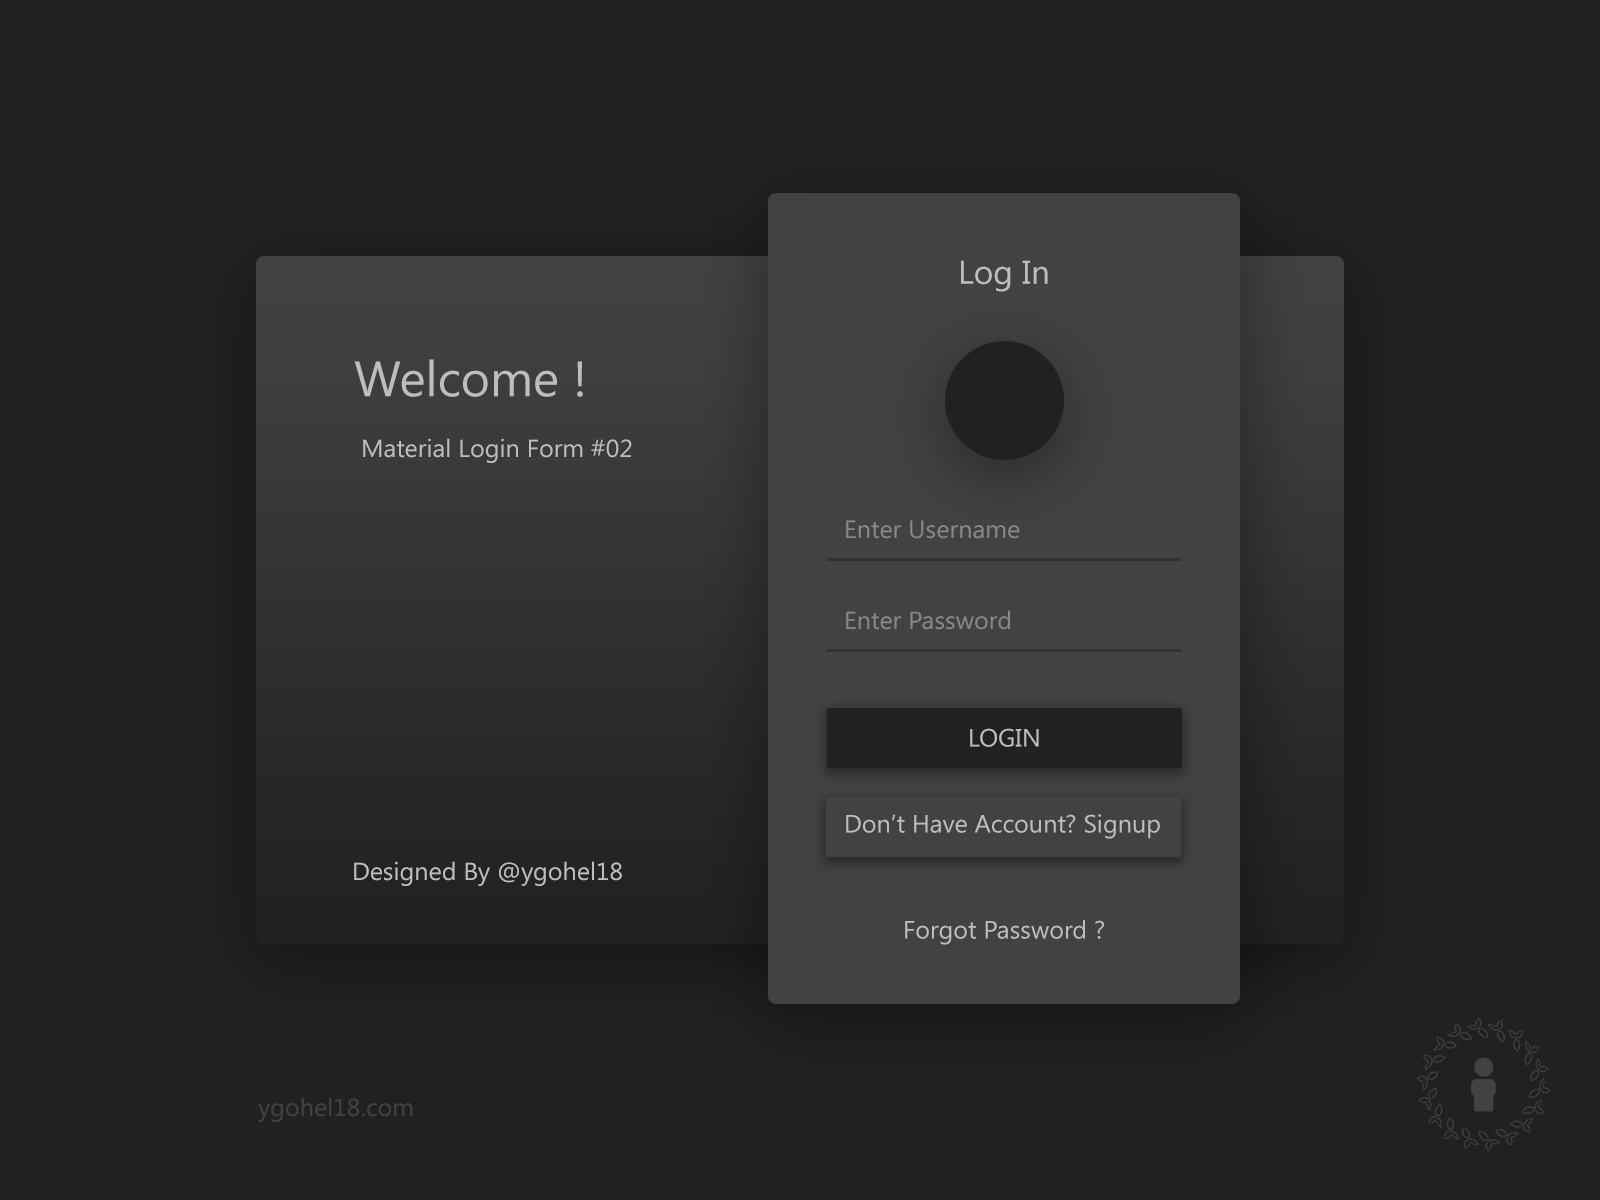 Welcome !
Material Login Form #02
Designed By @ygohel18
Log In
Enter Username
Enter Password
LOGIN
Don’t Have Account? Signup
Forgot Password ?
ygohel18.com